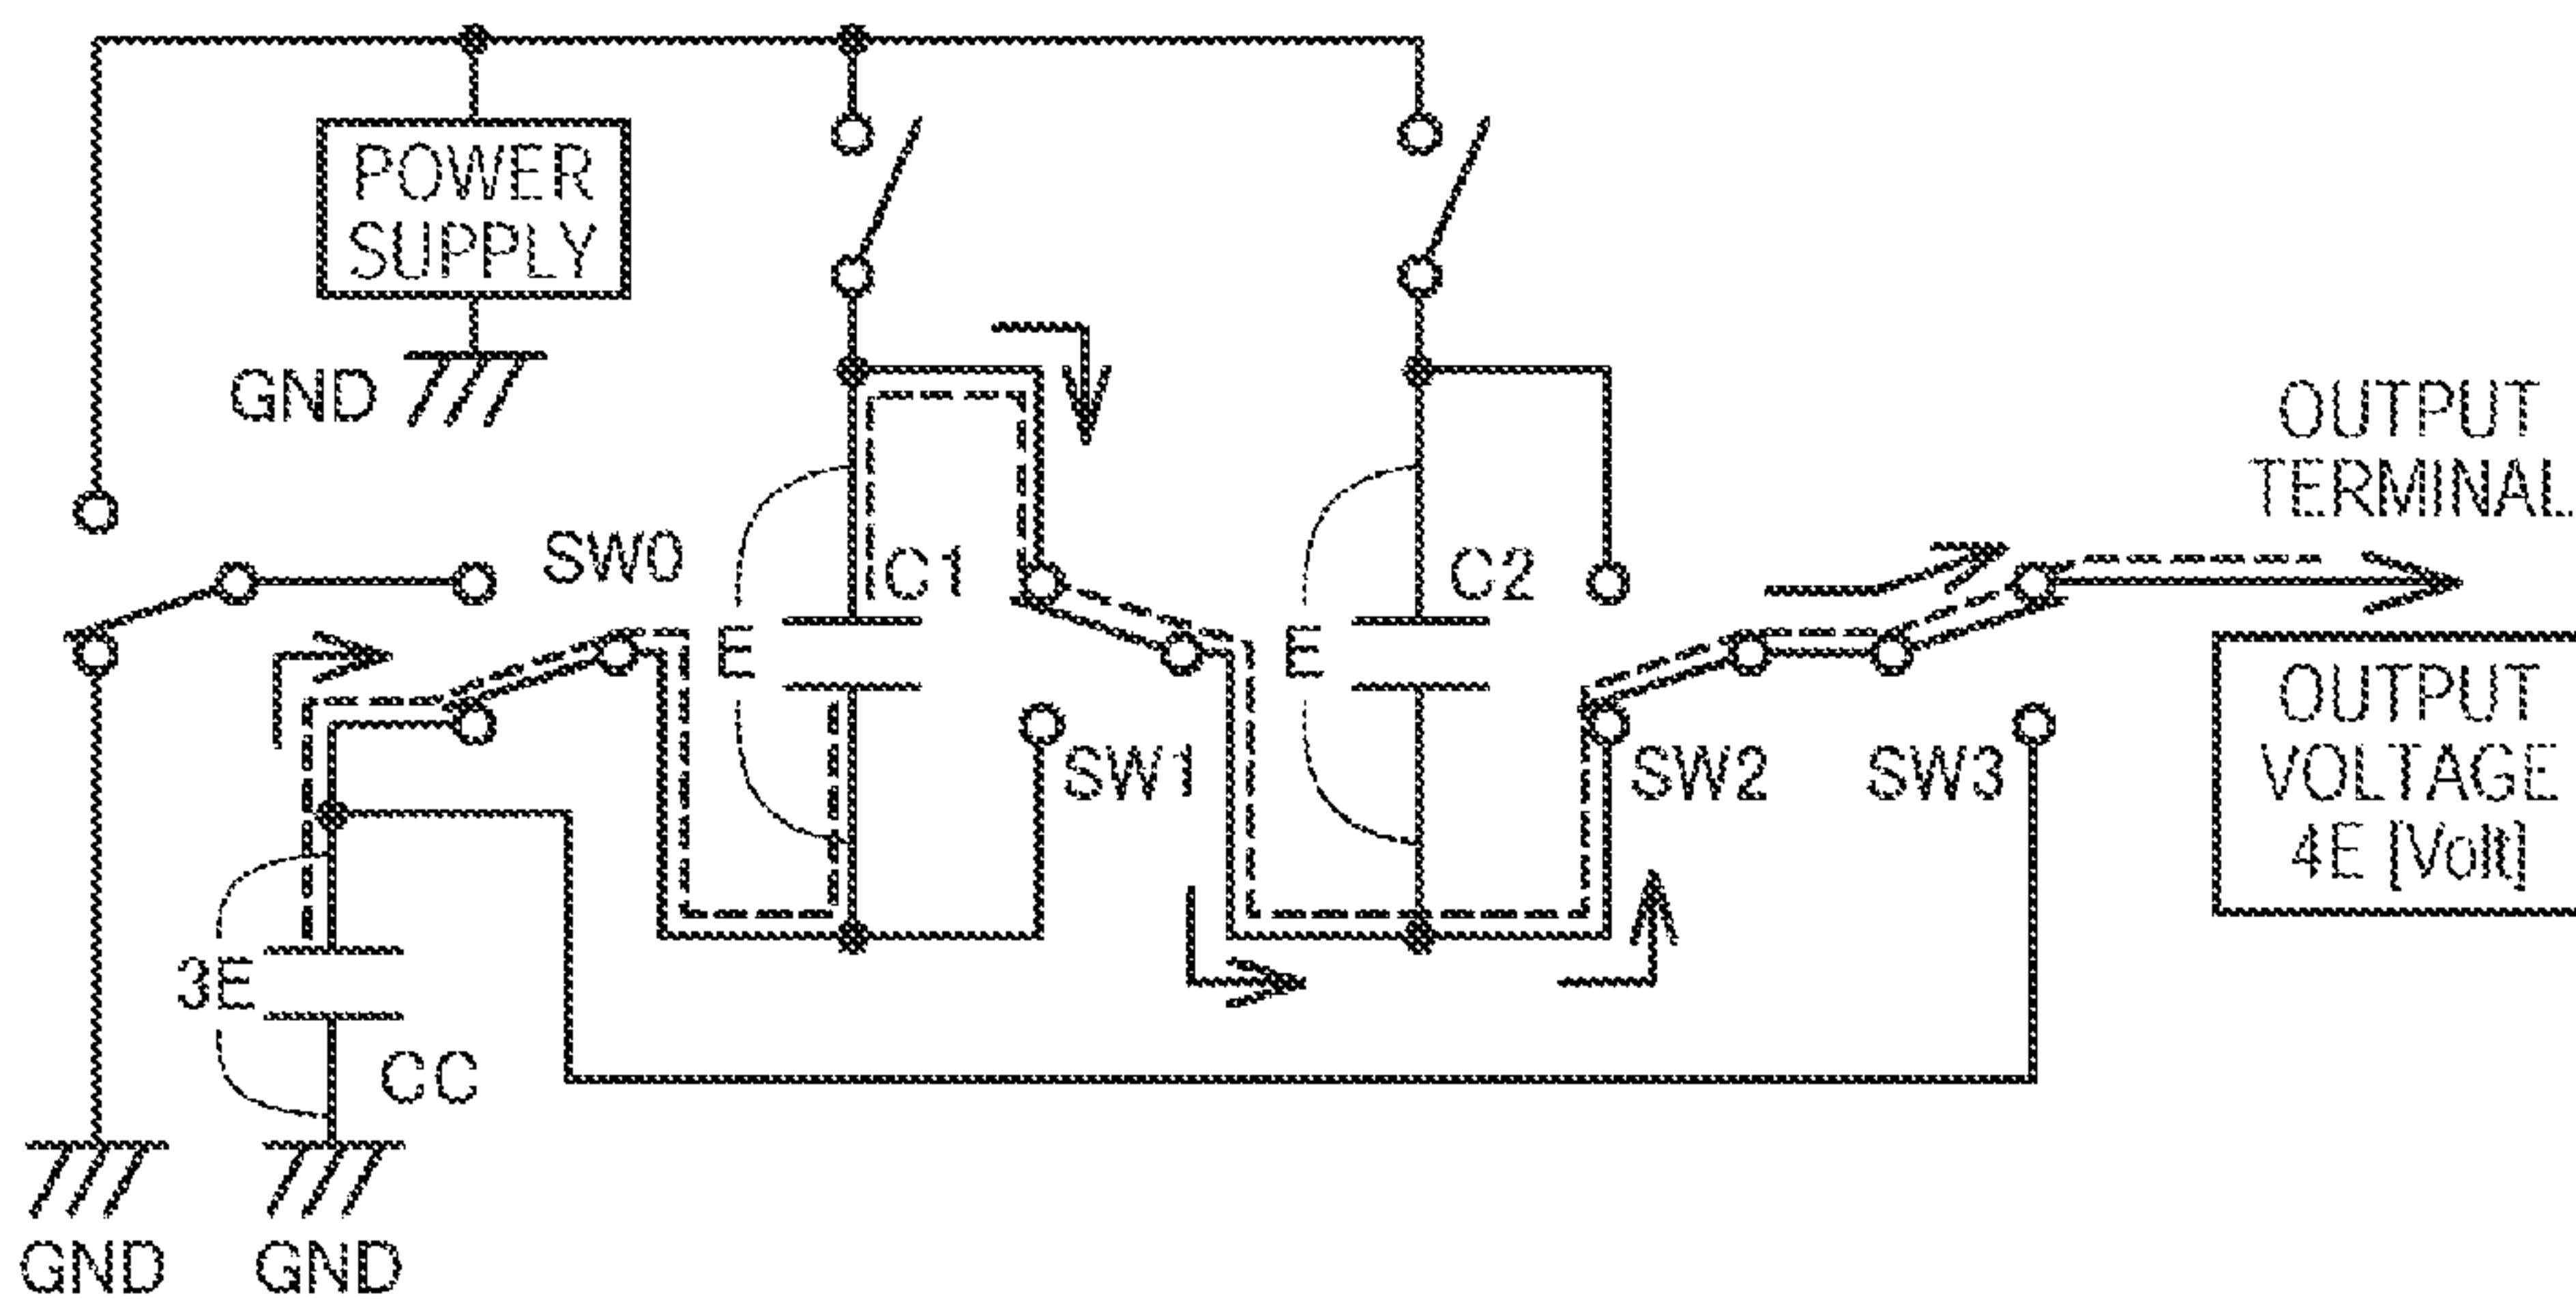 POWER
SUPPLY
GND
OUTPUT
TERMINAL
SW0
C1
C2
E
E
OUTPUT
VOLTAGE
4E [Volt]
SW1
SW2
SW3
3E
CC
GND
GND